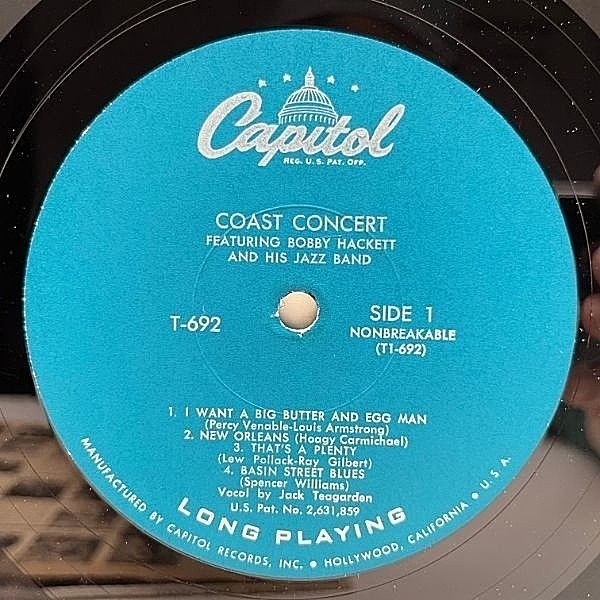 Capitol
REG. U.S. PAT. OFF.
COAST CONCERT
FEATURING BOBBY HACKETT
AND HIS JAZZ BAND
T-692
SIDE 1
NONBREAKABLE
(T1-692)
1. I WANT A BIG BUTTER AND EGG MAN
(Percy Venable-Louis Armstrong)
2. NEW ORLEANS (Hoagy Carmichael)
3. THAT'S A PLENTY
(Lew Pollack-Ray Gilbert)
4. BASIN STREET BLUES
(Spencer Williams)
Vocal by Jack Teagarden
U.S. Pat. No. 2,631,859
LONG PLAYING
MANUFACTURED BY CAPITOL RECORDS, INC. • HOLLYWOOD, CALIFORNIA • U.S.A.